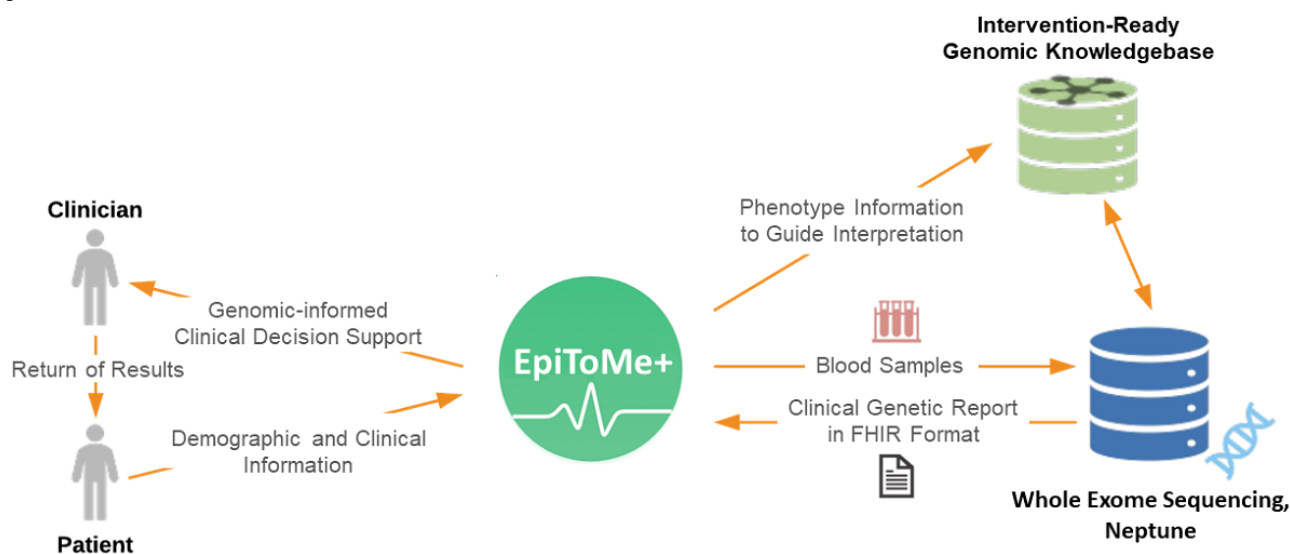 Intervention-Ready
Genomic Knowledgebase
Clinician
Phenotype Information
to Guide Interpretation
Genomic-informed
Clinical Decision Support
EpiToMe+
Return of Results
Blood Samples
Clinical Genetic Report
in FHIR Format
Demographic and Clinical
Information
Whole Exome Sequencing,
Neptune
Patient